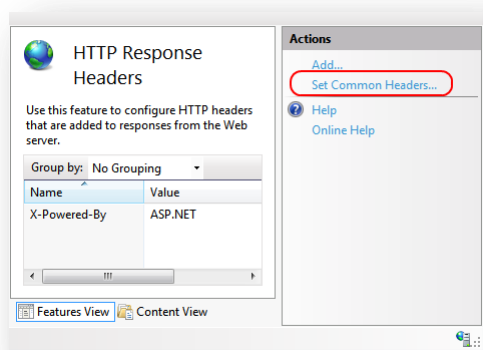 HTTP Response
Headers
Use this feature to configure HTTP headers
that are added to responses from the Web
server.
Group by: No Grouping
Name Value
X-Powered-By ASP.NET
Features View Content View
Actions
Add...
Set Common Headers...
Help
Online Help